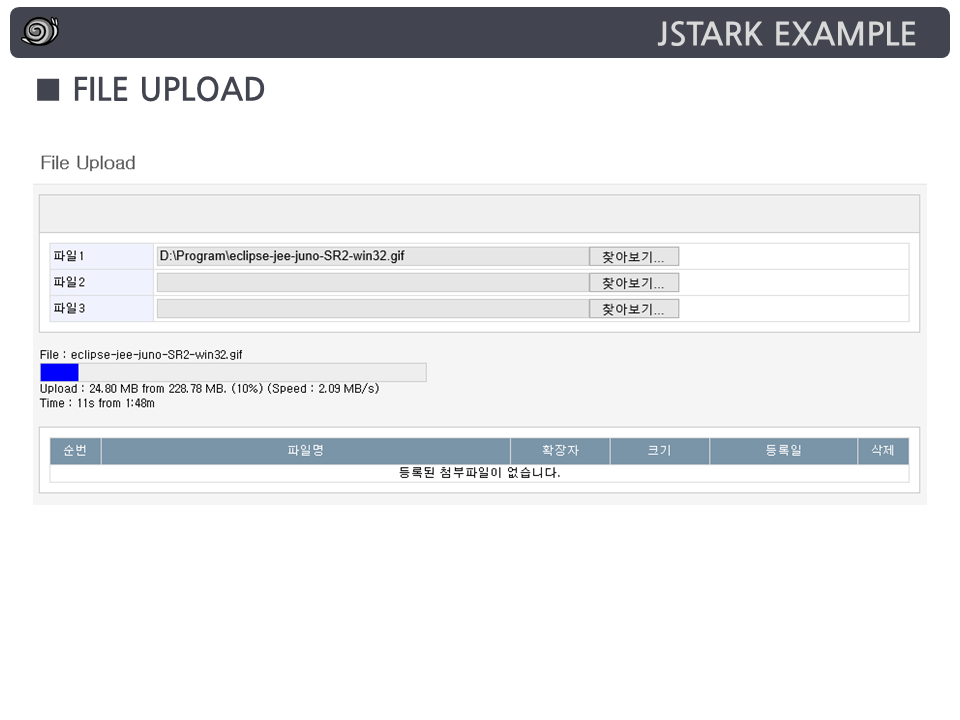 JSTARK EXAMPLE
■ FILE UPLOAD
File Upload
파일1 D:\Program\eclipse-jee-juno-SR2-win32.gif 찾아보기...
파일2 찾아보기...
파일3 찾아보기...
File : eclipse-jee-juno-SR2-win32.gif
Upload : 24.80 MB from 228.78 MB. (10%) (Speed : 2.09 MB/s)
Time : 11s from 1:48m
순번 파일명 확장자 크기 등록일 삭제
등록된 첨부파일이 없습니다.